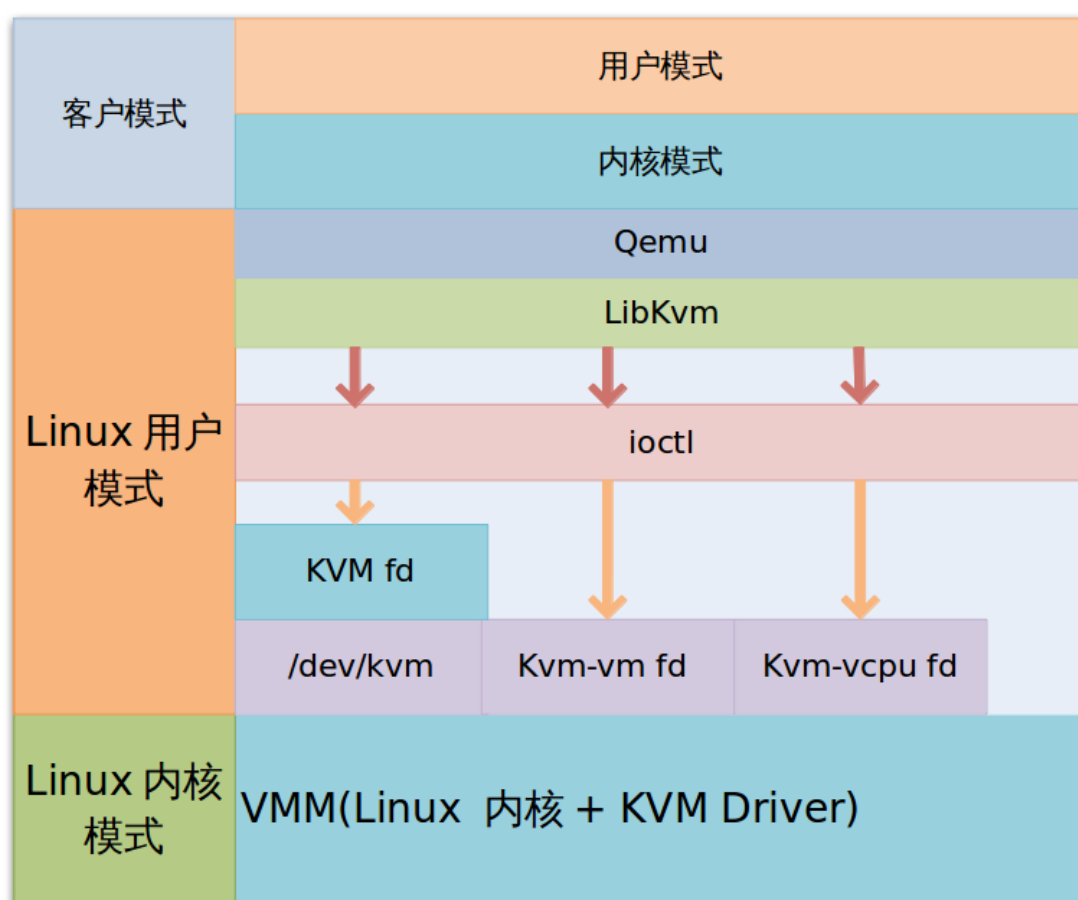 客户模式
用户模式
内核模式
Linux 用户
模式
Qemu
LibKvm
ioctl
KVM fd
/dev/kvm
Kvm-vm fd
Kvm-vcpu fd
Linux 内核
模式
VMM(Linux 内核 + KVM Driver)